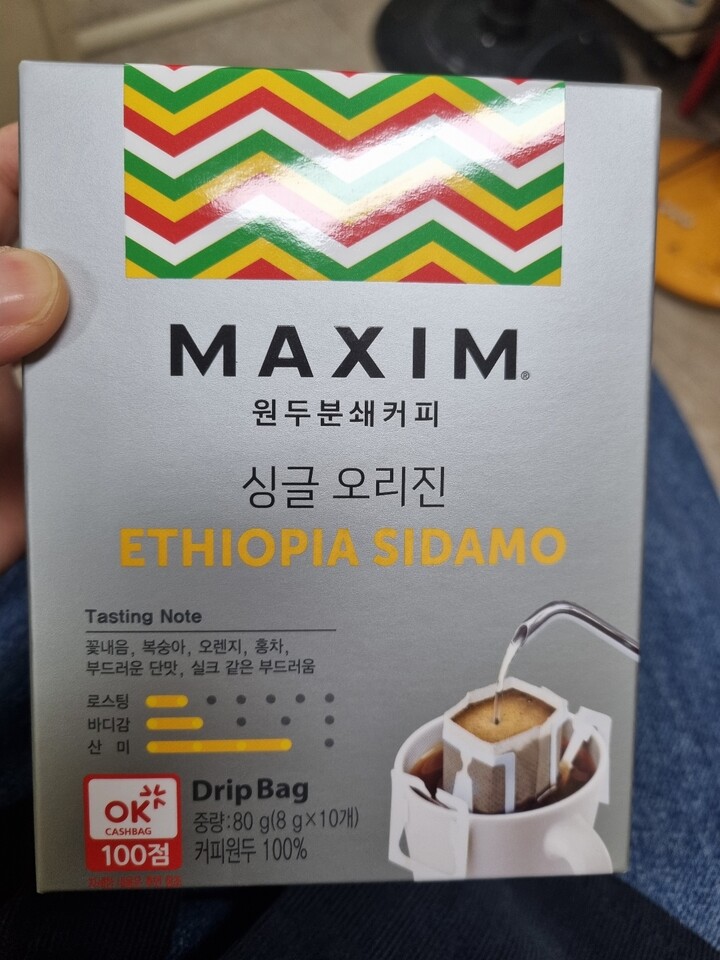 MAXIM®
원두분쇄커피
싱글 오리진
ETHIOPIA SIDAMO
Tasting Note
꽃내음, 복숭아, 오렌지, 홍차,
부드러운 단맛, 실크 같은 부드러움
로스팅
바디감
산 미
OK
CASHBAG
100점
Drip Bag
중량:80 g(8 g×10개)
커피원두 100%